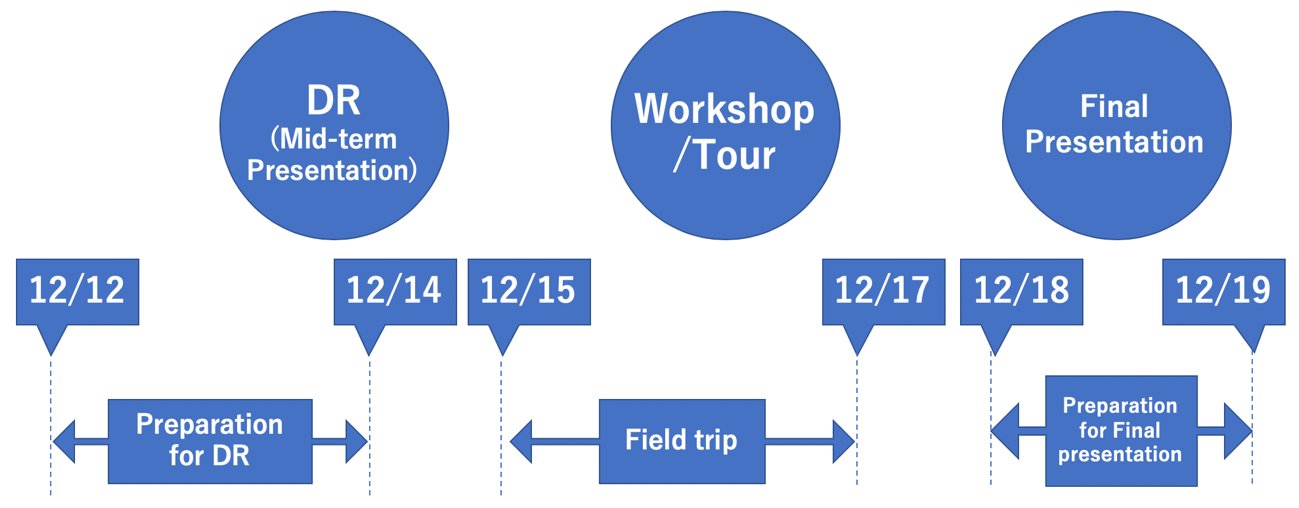 DR
(Mid-term
Presentation)
Workshop
/Tour
Final
Presentation
12/12
12/14
12/15
12/17
12/18
12/19
Preparation
for DR
Field trip
Preparation
for Final
presentation